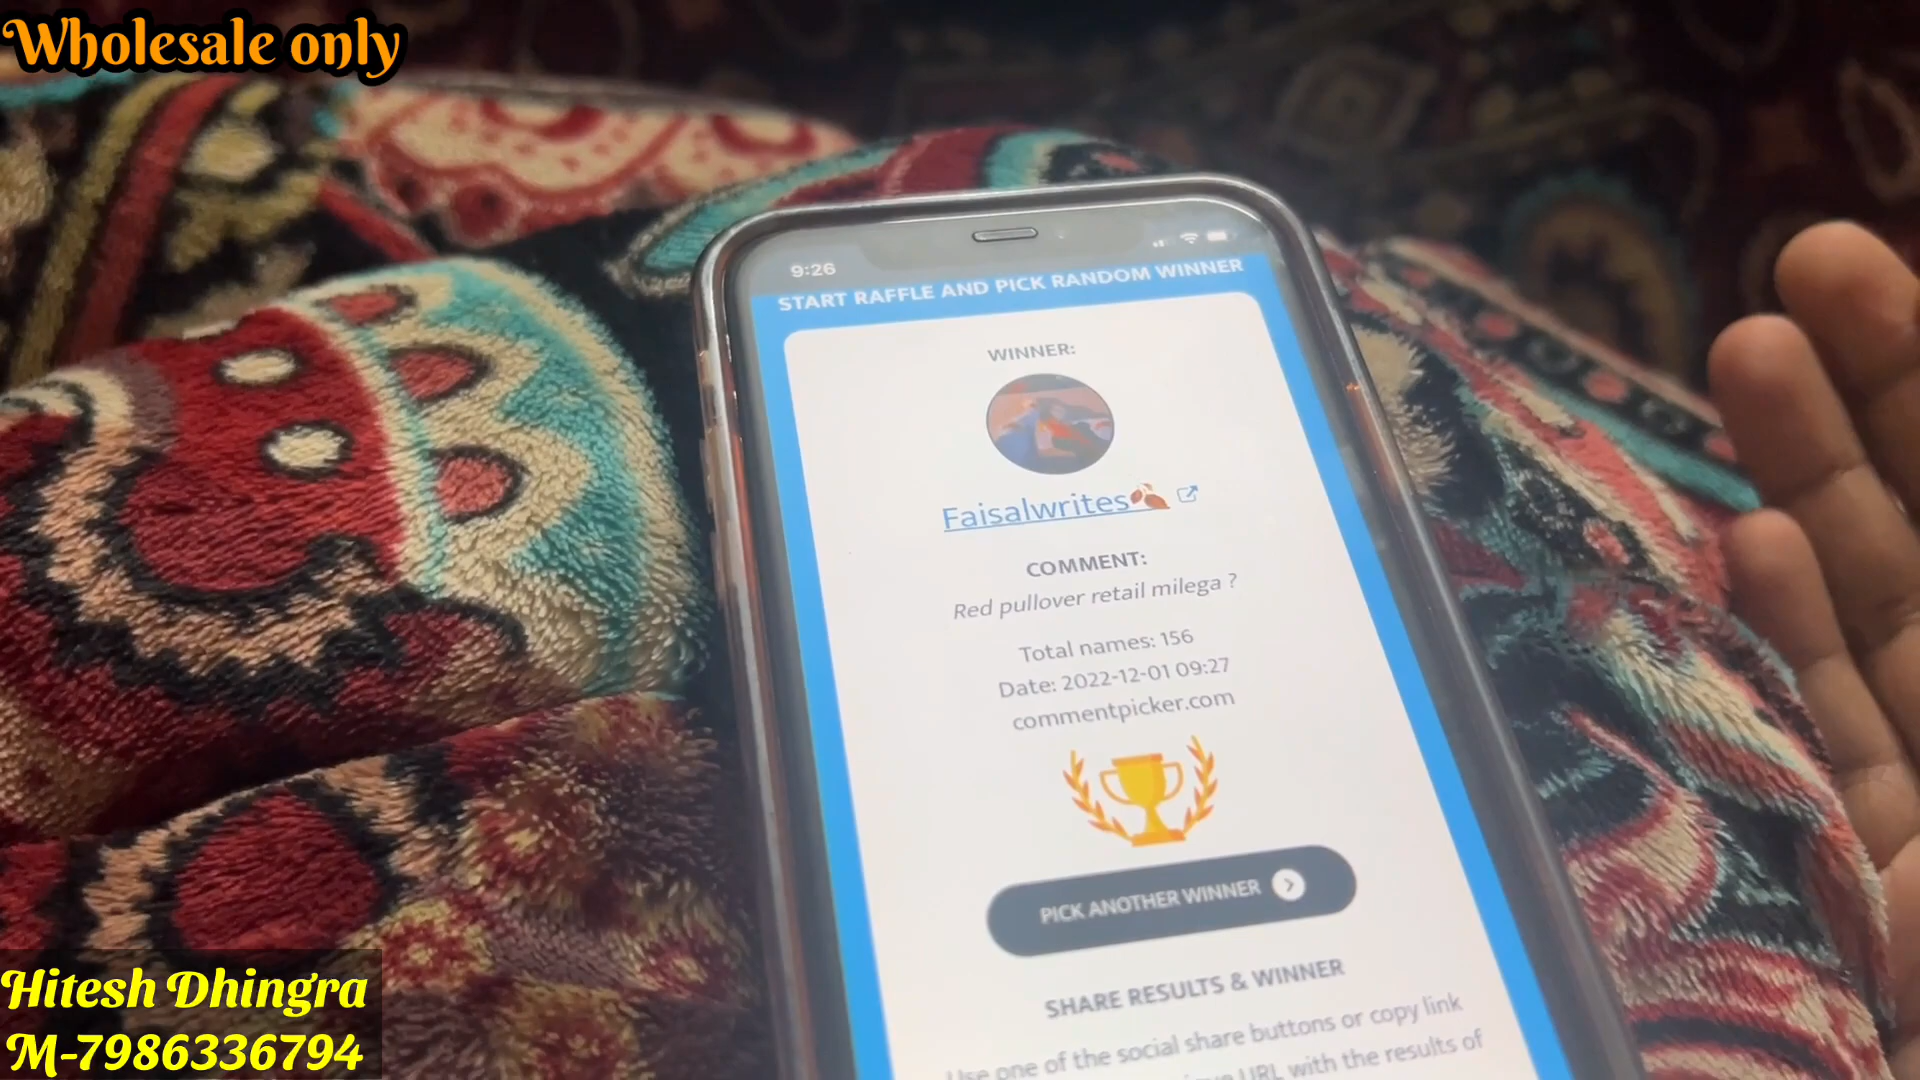 Wholesale only
9:26
START RAFFLE AND PICK RANDOM WINNER
WINNER:
Faisalwrites
COMMENT:
Red pullover retail milega ?
Total names: 156
Date: 2022-12-01 09:27
commentpicker.com
PICK ANOTHER WINNER
SHARE RESULTS & WINNER
Use one of the social share buttons or copy link
URL with the results of
Hitesh Dhingra
M-7986336794